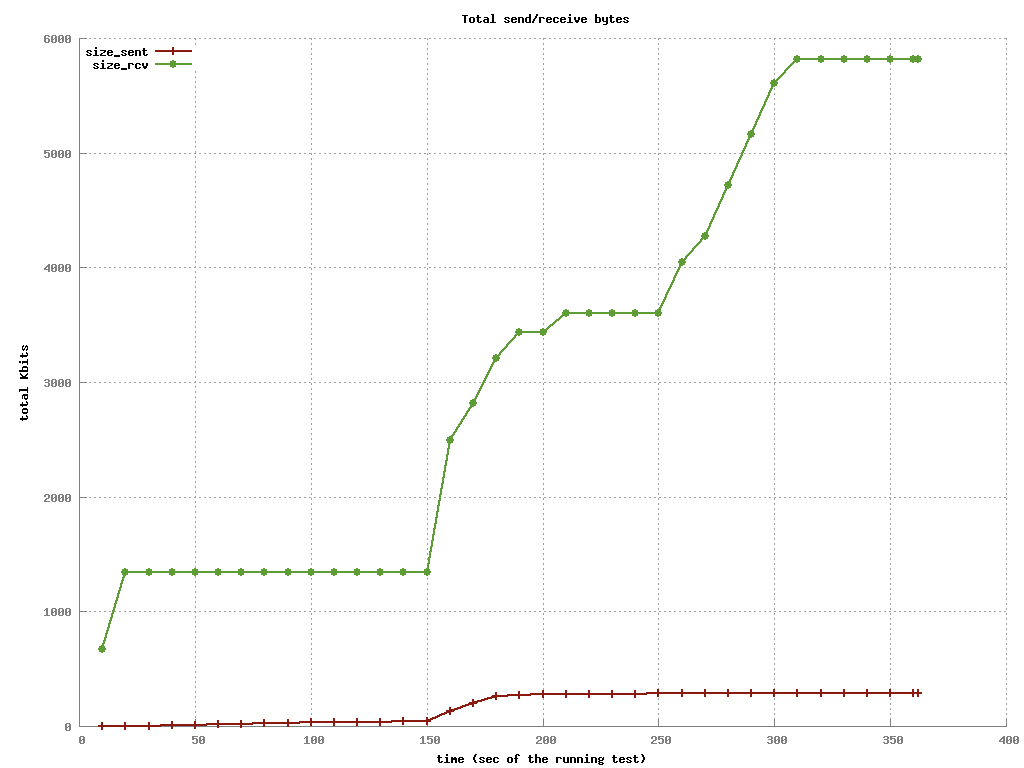 Total send/receive bytes
6000
size_sent
size_rcv
5000
4000
total Kbits
3000
2000
1000
0
0 50 100 150 200 250 300 350 400
time (sec of the running test)